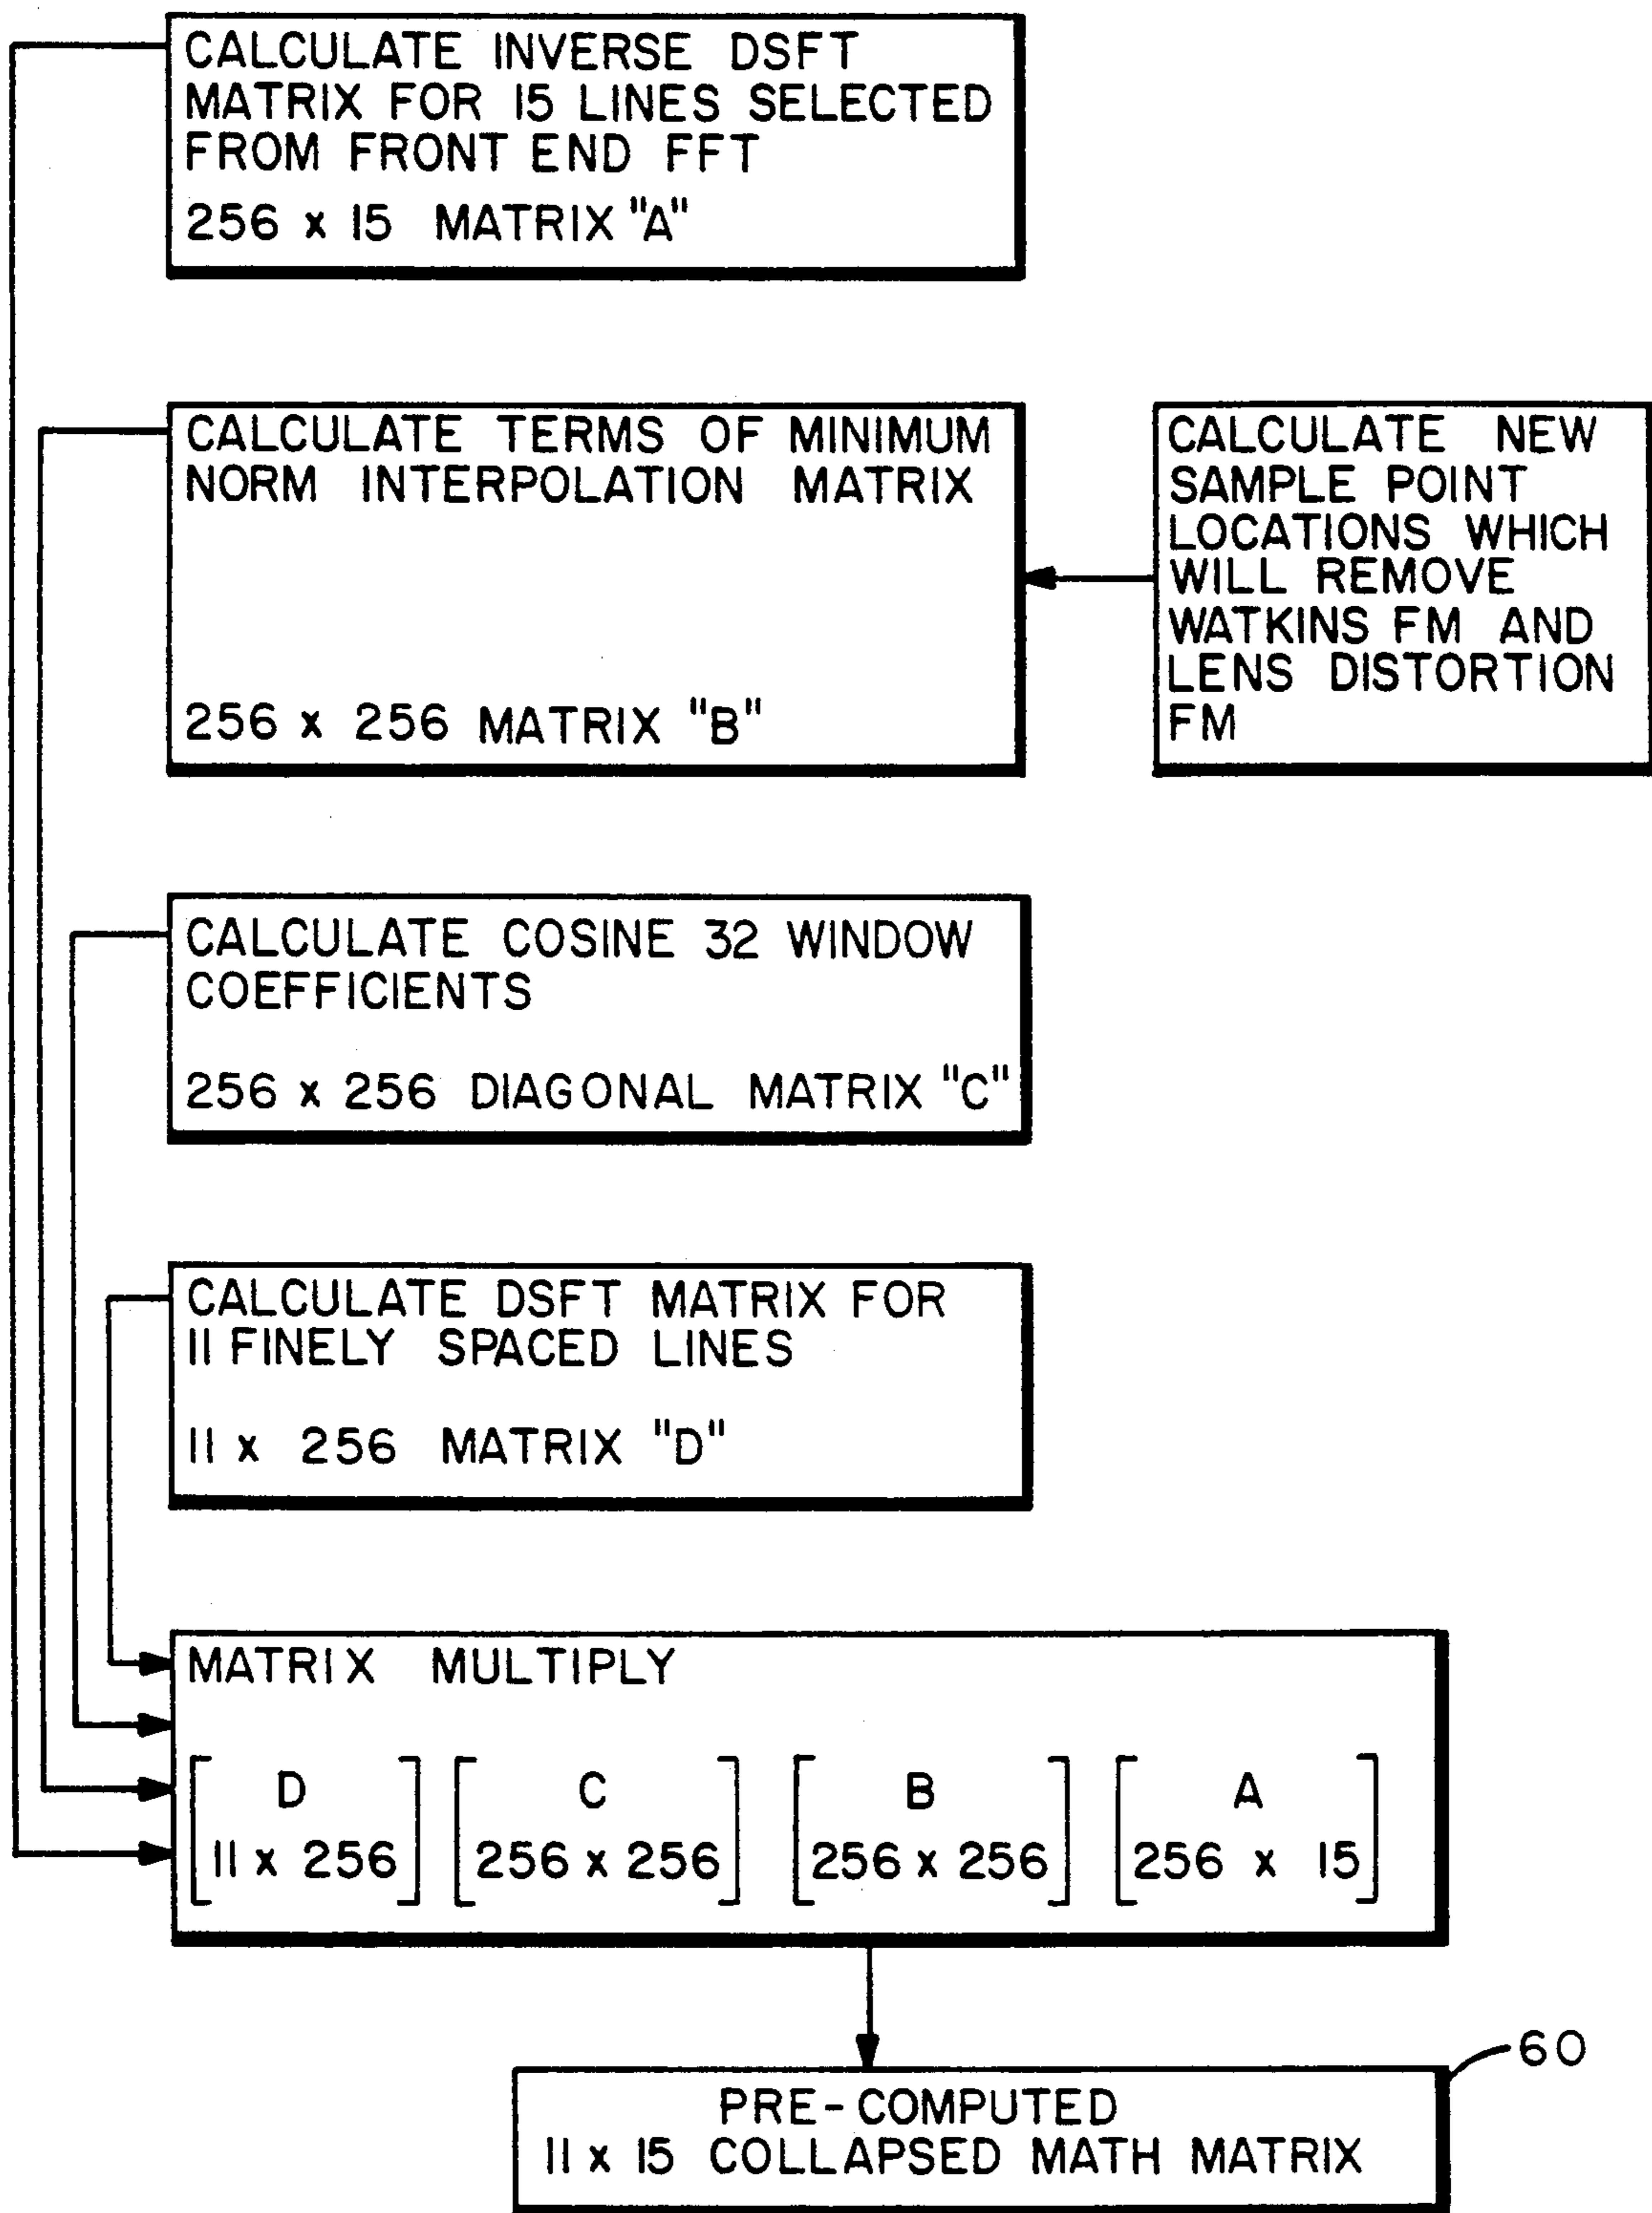 CALCULATE INVERSE DSFT
MATRIX FOR 15 LINES SELECTED
FROM FRONT END FFT
256 x 15 MATRIX "A"
CALCULATE TERMS OF MINIMUM
NORM INTERPOLATION MATRIX
256 x 256 MATRIX "B"
CALCULATE NEW
SAMPLE POINT
LOCATIONS WHICH
WILL REMOVE
WATKINS FM AND
LENS DISTORTION
FM
CALCULATE COSINE 32 WINDOW
COEFFICIENTS
256 x 256 DIAGONAL MATRIX "C"
CALCULATE DSFT MATRIX FOR
11 FINELY SPACED LINES
11 x 256 MATRIX "D"
MATRIX MULTIPLY
D C B A
11 x 256 256 x 256 256 x 256 256 x 15
60
PRE-COMPUTED
11 x 15 COLLAPSED MATH MATRIX